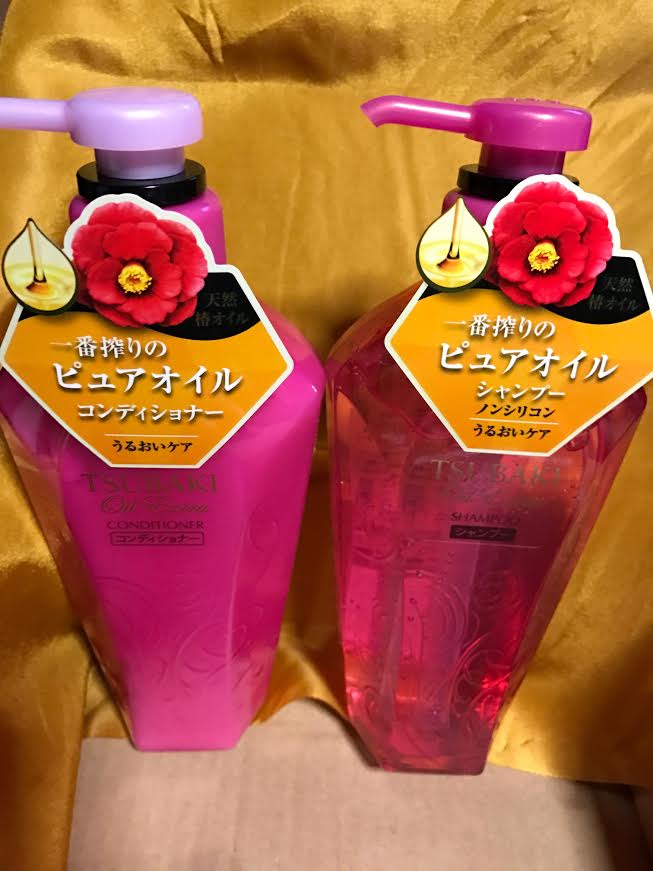 天然
椿オイル
一番搾りの
ピュアオイル
コンディショナー
うるおいケア
TSUBAKI
Oil Extra
CONDITIONER
コンディショナー
天然
椿オイル
一番搾りの
ピュアオイル
シャンプー
ノンシリコン
うるおいケア
TSUBAKI
Oil Extra
SHAMPOO
シャンプー